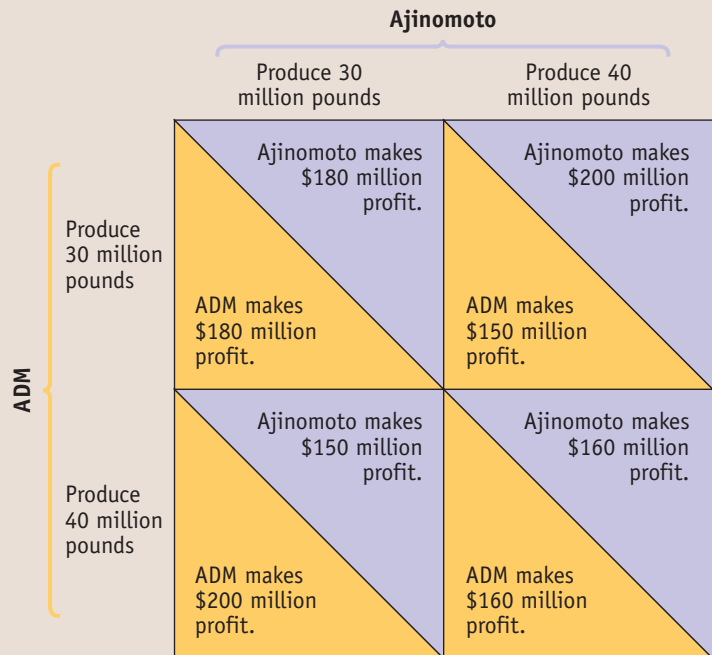 Ajinomoto
Produce 30
million pounds
Produce 40
million pounds
ADM
Produce
30 million
pounds
Ajinomoto makes
$180 million
profit.
ADM makes
$180 million
profit.
Ajinomoto makes
$200 million
profit.
ADM makes
$150 million
profit.
Produce
40 million
pounds
Ajinomoto makes
$150 million
profit.
ADM makes
$200 million
profit.
Ajinomoto makes
$160 million
profit.
ADM makes
$160 million
profit.